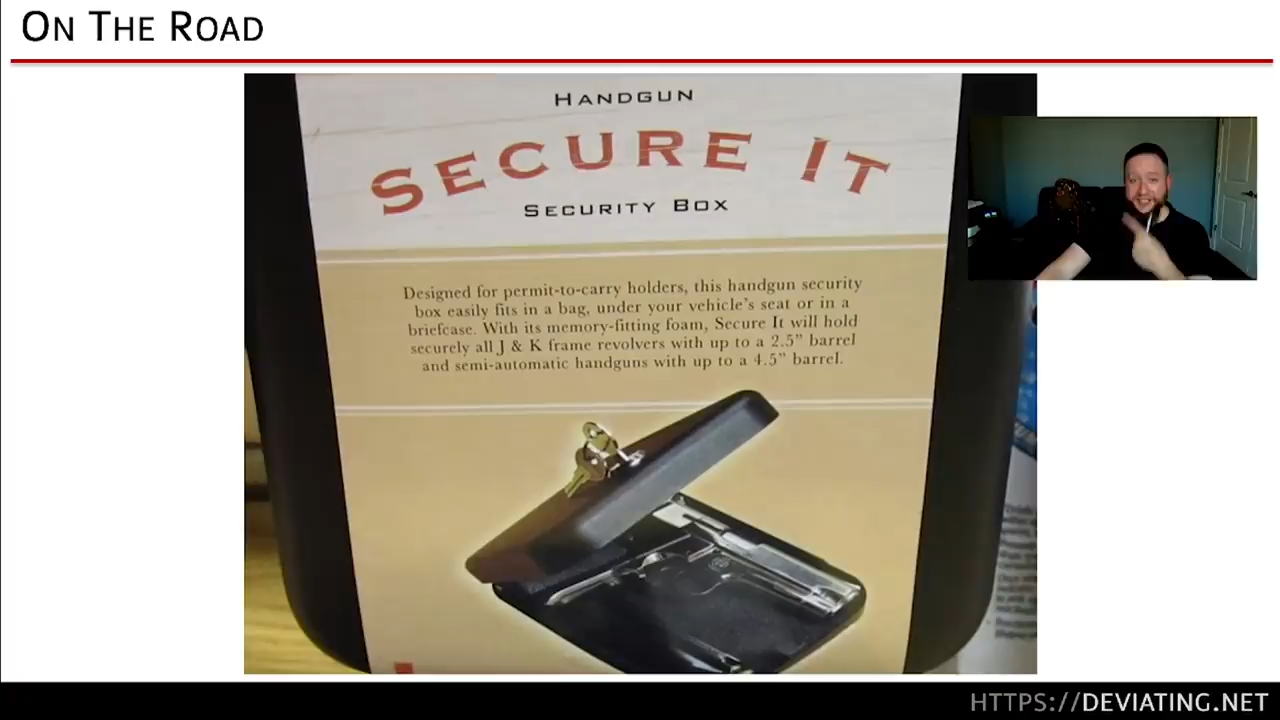 ON THE ROAD
HANDGUN
SECURE IT
SECURITY BOX
Designed for permit-to-carry holders, this handgun security
box easily fits in a bag, under your vehicle's seat or in a
briefcase. With its memory-fitting foam, Secure It will hold
securely all J & K frame revolvers with up to a 2.5" barrel
and semi-automatic handguns with up to a 4.5" barrel.
HTTPS://DEVIATING.NET